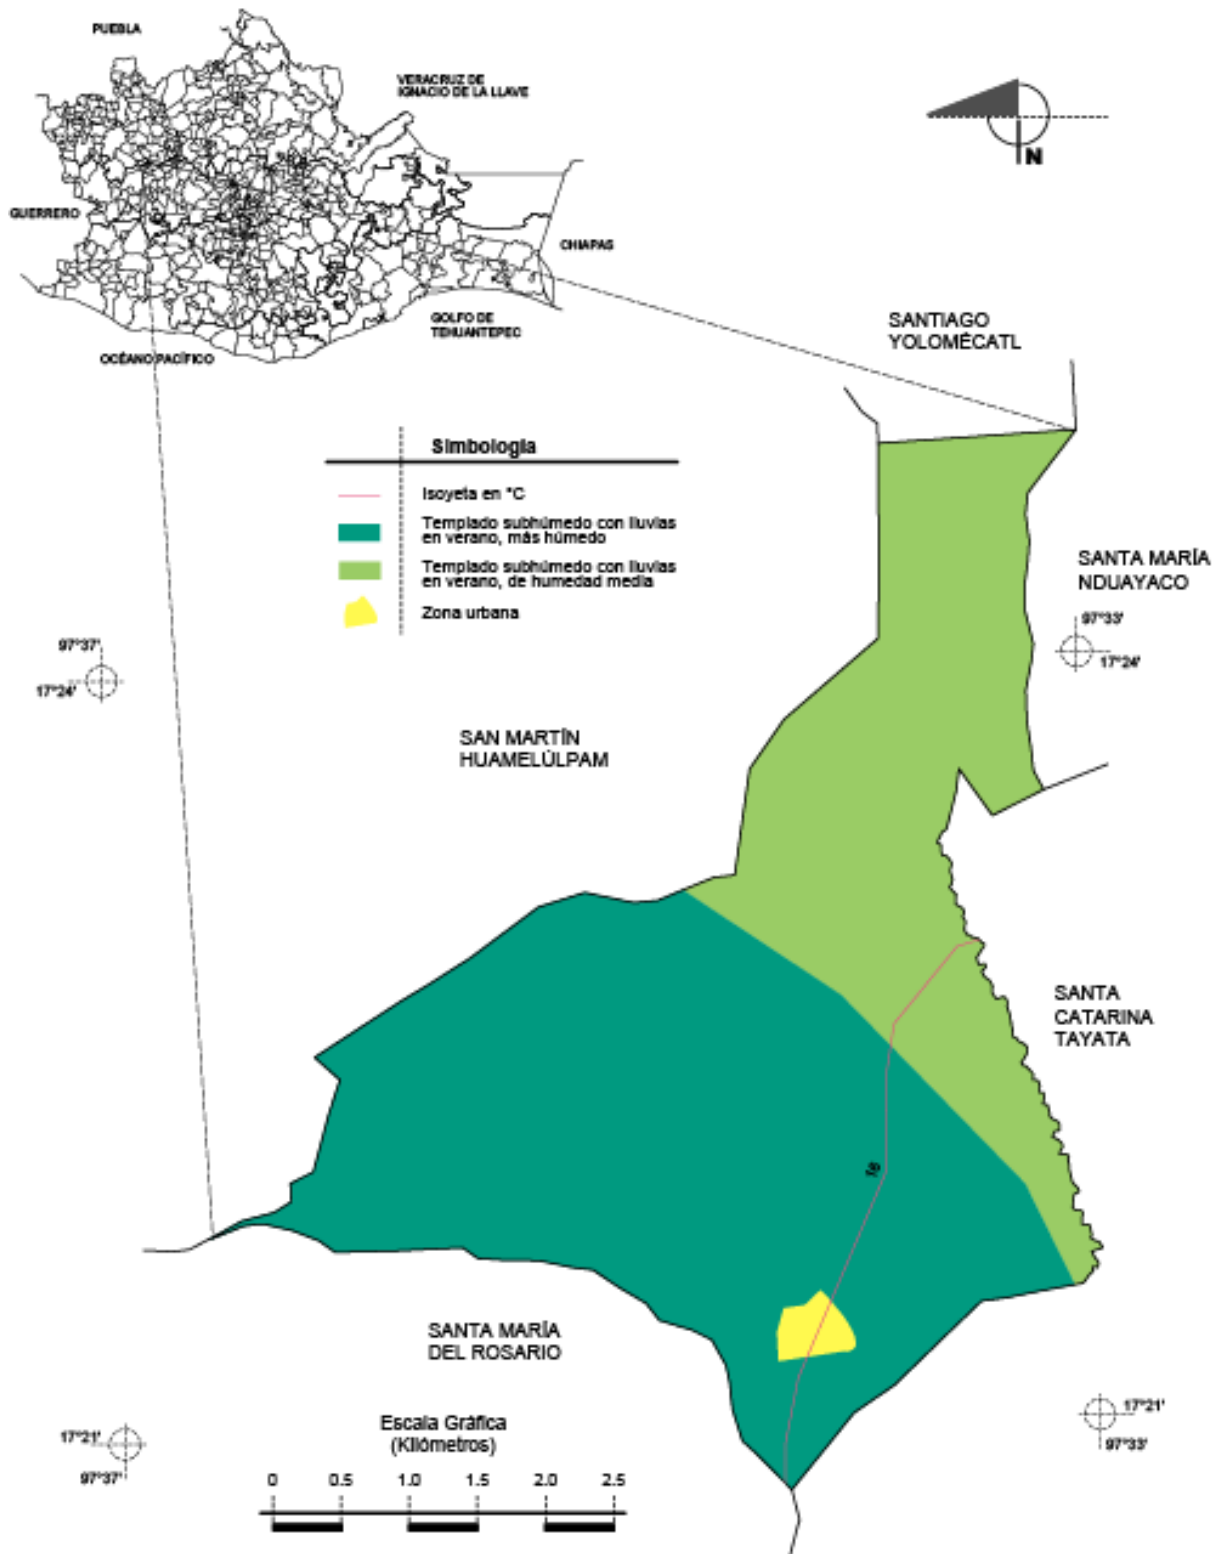 PUEBLA
VERACRUZ DE
IGNACIO DE LA LLAVE
N
GUERRERO
CHIAPAS
GOLFO DE
TEHUANTEPEC
OCÉANO PACÍFICO
SANTIAGO
YOLOMÉCATL
Simbología
Isoyeta en °C
Templado subhúmedo con lluvias
en verano, más húmedo
Templado subhúmedo con lluvias
en verano, de humedad media
Zona urbana
SANTA MARÍA
NDUAYACO
97°33'
17°24'
97°37'
17°24'
SAN MARTÍN
HUAMELÚLPAM
SANTA
CATARINA
TAYATA
16
SANTA MARÍA
DEL ROSARIO
17°21'
97°33'
17°21'
97°37'
Escala Gráfica
(Kilómetros)
0 0.5 1.0 1.5 2.0 2.5